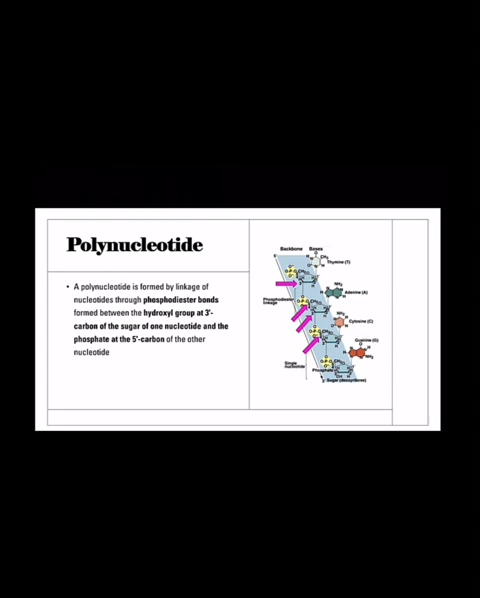 Polynucleotide
• A polynucleotide is formed by linkage of
nucleotides through phosphodiester bonds
formed between the hydroxyl group at 3'-
carbon of the sugar of one nucleotide and the
phosphate at the 5'-carbon of the other
nucleotide
Backbone Bases
Thymine (T)
Adenine (A)
Phosphodiester
linkage
Cytosine (C)
Guanine (G)
Single
nucleotide
Phosphate
Sugar (deoxyribose)